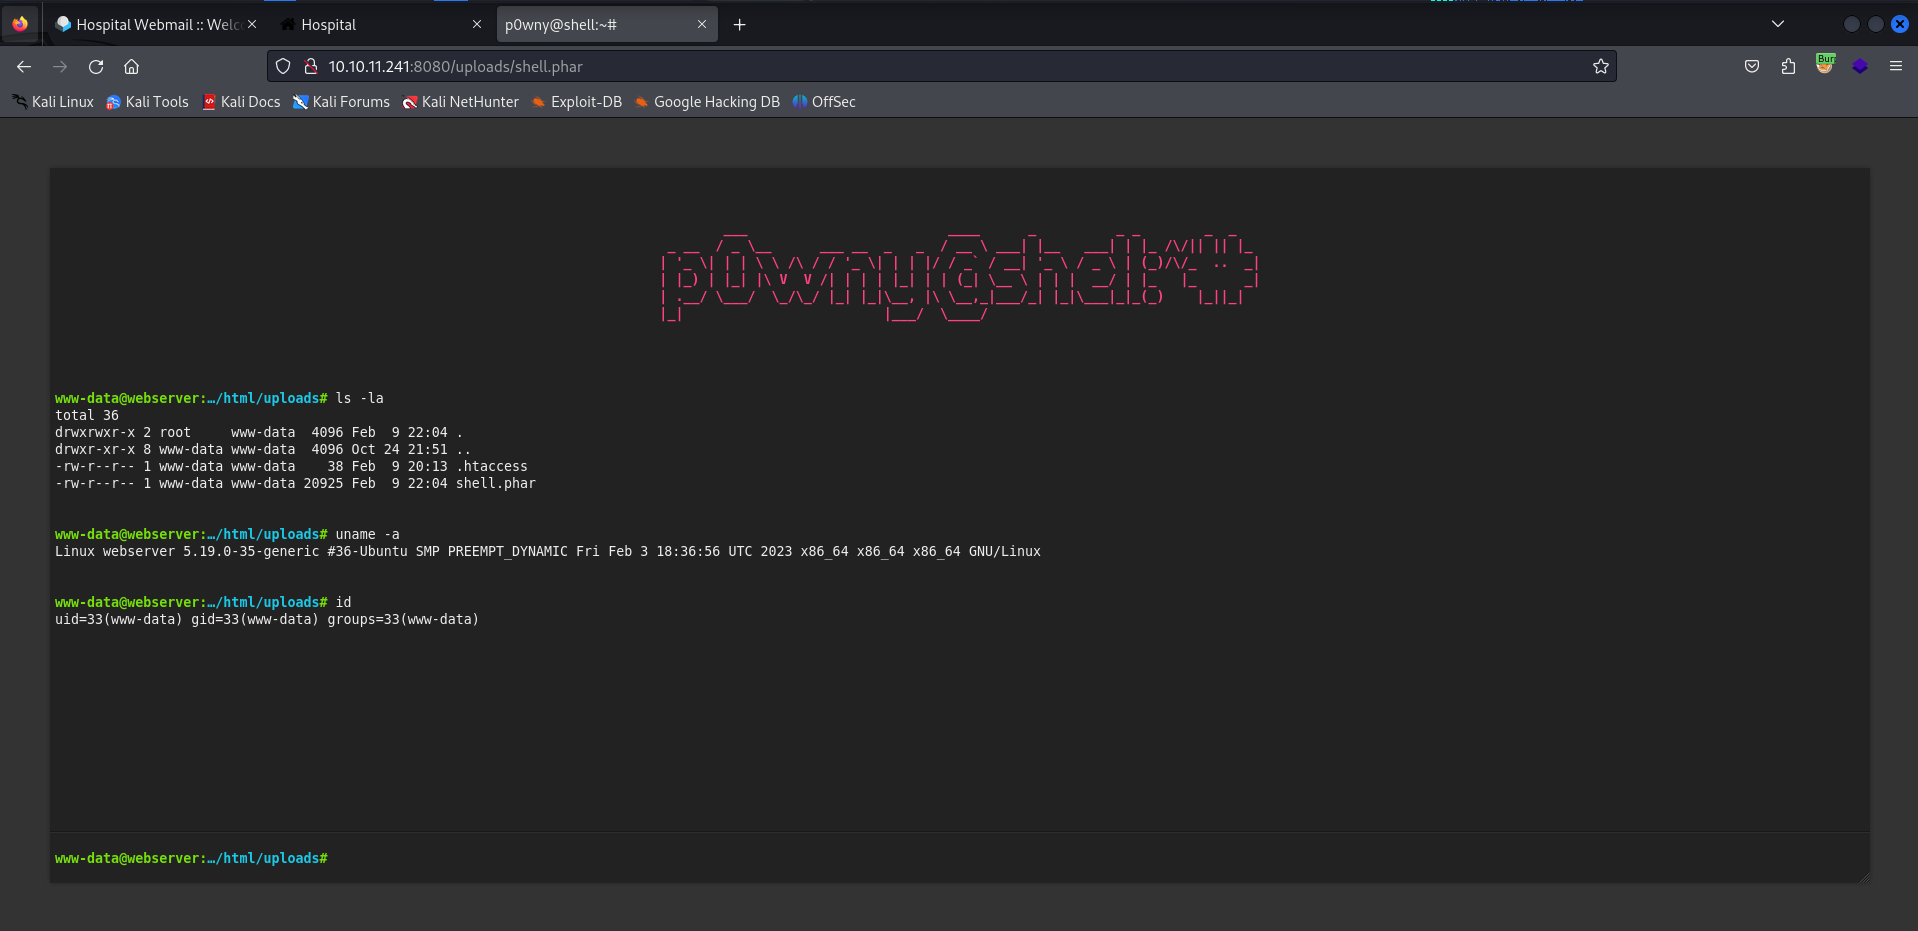 Hospital Webmail :: Welc
Hospital
p0wny@shell:~#
10.10.11.241:8080/uploads/shell.phar
Bur
Kali Linux
Kali Tools
Kali Docs
Kali Forums
Kali NetHunter
Exploit-DB
Google Hacking DB
OffSec
p0wny@shell:~#
www-data@webserver:…/html/uploads# ls -la
total 36
drwxrwxr-x 2 root     www-data  4096 Feb  9 22:04 .
drwxr-xr-x 8 www-data www-data  4096 Oct 24 21:51 ..
-rw-r--r-- 1 www-data www-data    38 Feb  9 20:13 .htaccess
-rw-r--r-- 1 www-data www-data 20925 Feb  9 22:04 shell.phar
www-data@webserver:…/html/uploads# uname -a
Linux webserver 5.19.0-35-generic #36-Ubuntu SMP PREEMPT_DYNAMIC Fri Feb 3 18:36:56 UTC 2023 x86_64 x86_64 x86_64 GNU/Linux
www-data@webserver:…/html/uploads# id
uid=33(www-data) gid=33(www-data) groups=33(www-data)
www-data@webserver:…/html/uploads#